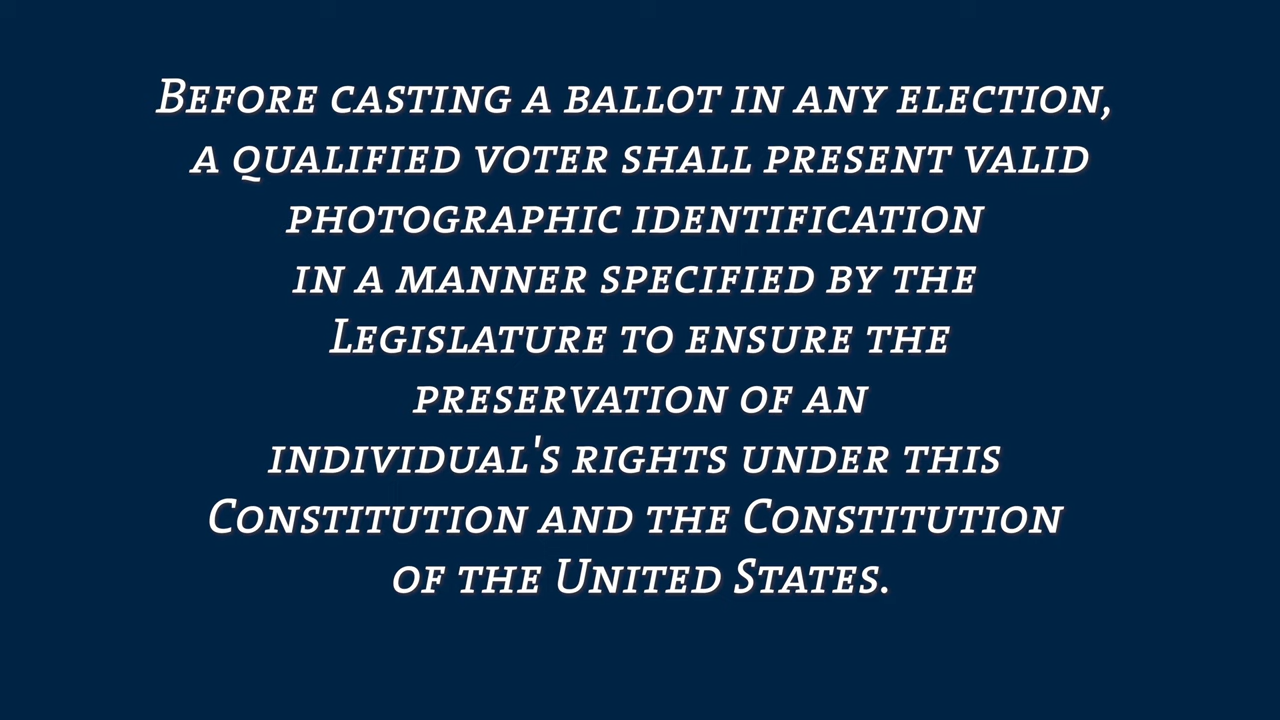 Before casting a ballot in any election,
a qualified voter shall present valid
photographic identification
in a manner specified by the
Legislature to ensure the
preservation of an
individual's rights under this
Constitution and the Constitution
of the United States.